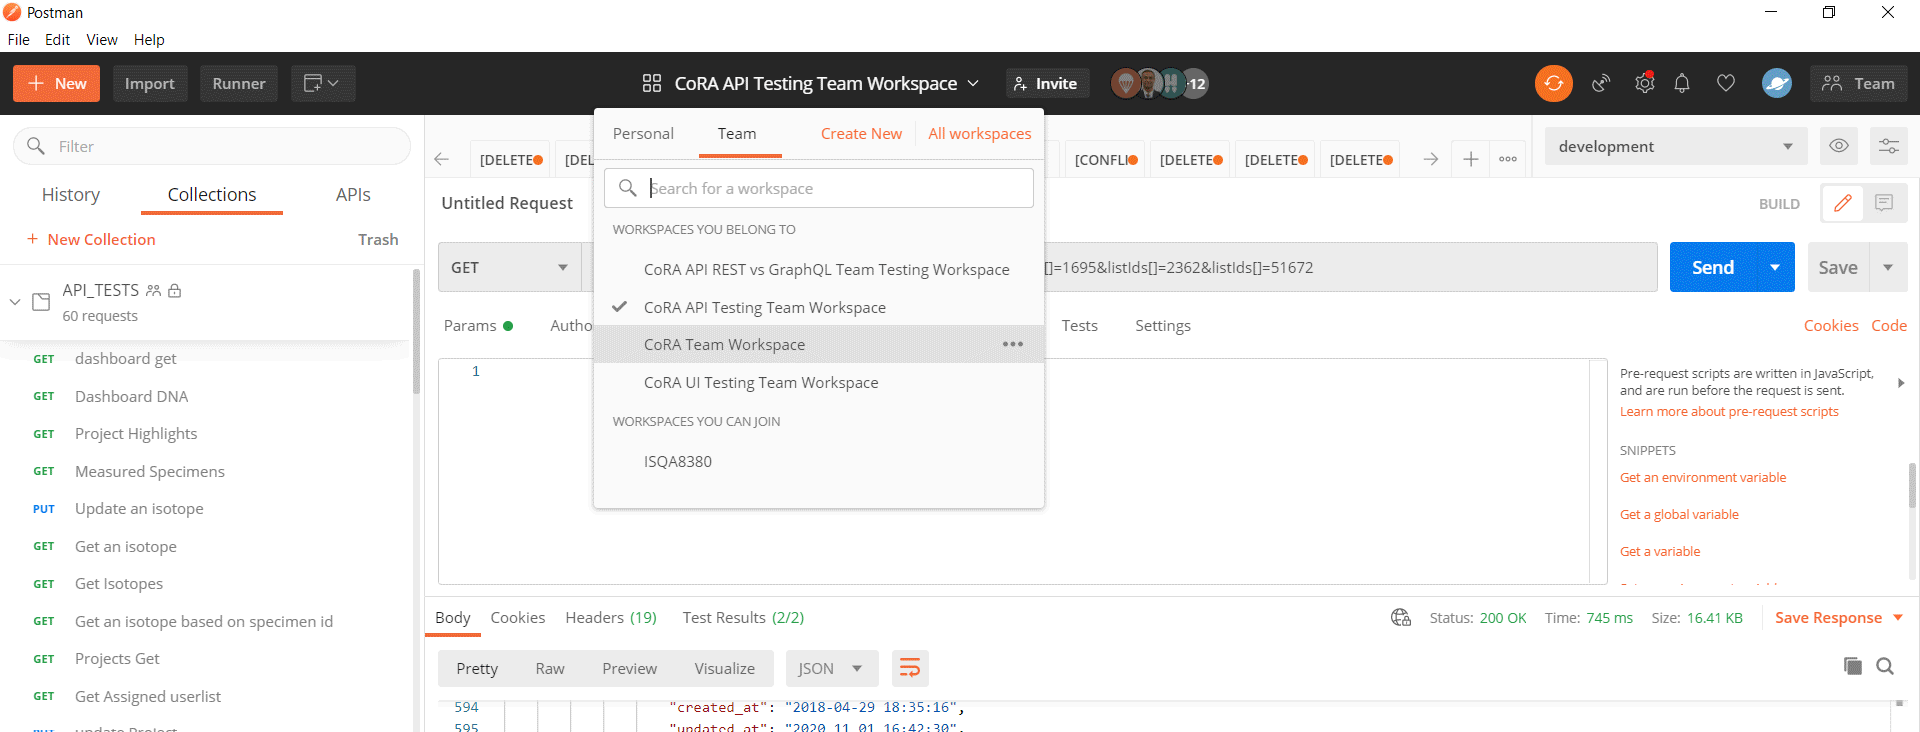 Postman
File Edit View Help
New Import Runner CoRA API Testing Team Workspace Invite +12 Team
Filter
History Collections APIs
New Collection Trash
API_TESTS
60 requests
GET dashboard get
GET Dashboard DNA
GET Project Highlights
GET Measured Specimens
PUT Update an isotope
GET Get an isotope
GET Get Isotopes
GET Get an isotope based on specimen id
GET Projects Get
GET Get Assigned userlist
PUT update Project
Personal Team Create New All workspaces
Search for a workspace
WORKSPACES YOU BELONG TO
CoRA API REST vs GraphQL Team Testing Workspace
CoRA API Testing Team Workspace
CoRA Team Workspace
CoRA UI Testing Team Workspace
WORKSPACES YOU CAN JOIN
ISQA8380
[DELETE [DEL [CONFLI [DELETE [DELETE [DELETE
development
Untitled Request BUILD
GET []=1695&listIds[]=2362&listIds[]=51672 Send Save
Params Autho Tests Settings Cookies Code
1
Pre-request scripts are written in JavaScript,
and are run before the request is sent.
Learn more about pre-request scripts
SNIPPETS
Get an environment variable
Get a global variable
Get a variable
Body Cookies Headers (19) Test Results (2/2) Status: 200 OK Time: 745 ms Size: 16.41 KB Save Response
Pretty Raw Preview Visualize JSON
594 "created_at": "2018-04-29 18:35:16",
595 "updated_at": "2020-11-01 16:42:30",